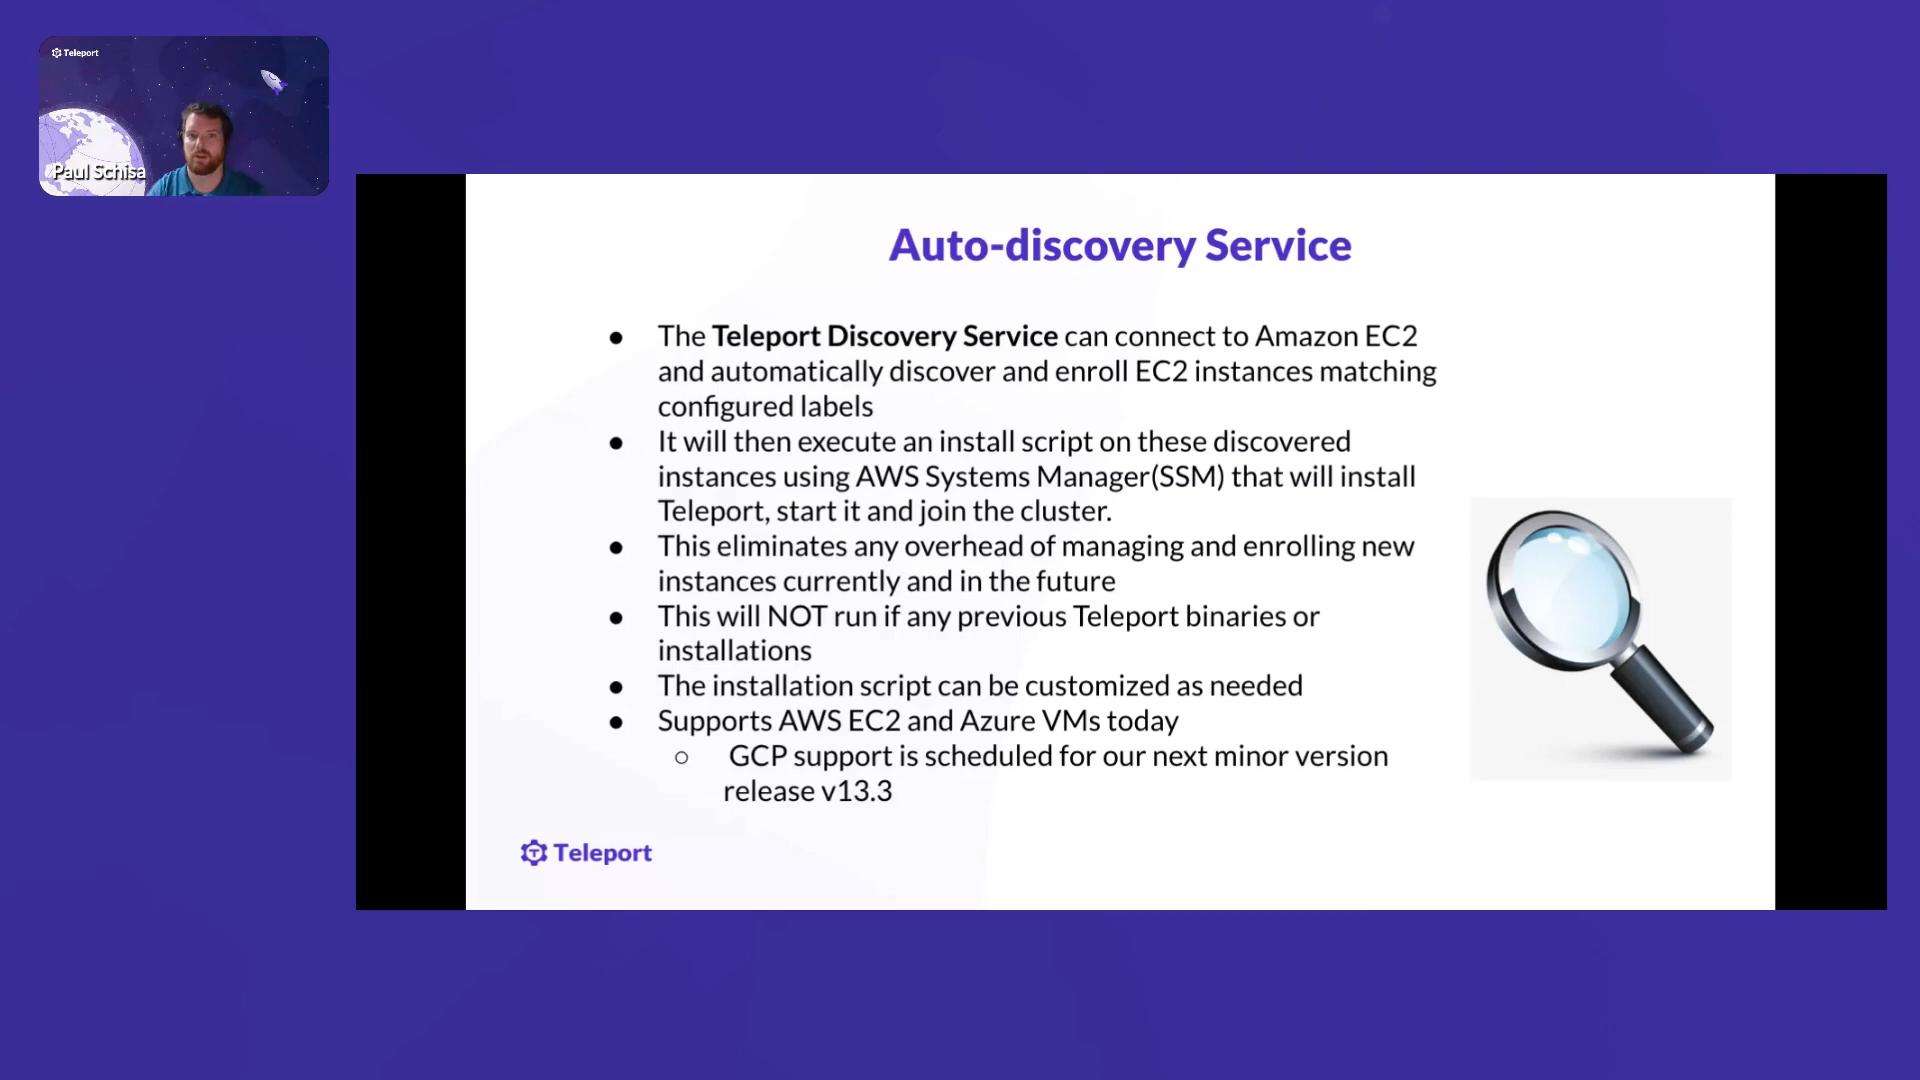 Teleport
Paul Schisa
Auto-discovery Service
● The Teleport Discovery Service can connect to Amazon EC2
and automatically discover and enroll EC2 instances matching
configured labels
● It will then execute an install script on these discovered
instances using AWS Systems Manager(SSM) that will install
Teleport, start it and join the cluster.
● This eliminates any overhead of managing and enrolling new
instances currently and in the future
● This will NOT run if any previous Teleport binaries or
installations
● The installation script can be customized as needed
● Supports AWS EC2 and Azure VMs today
○ GCP support is scheduled for our next minor version
release v13.3
Teleport